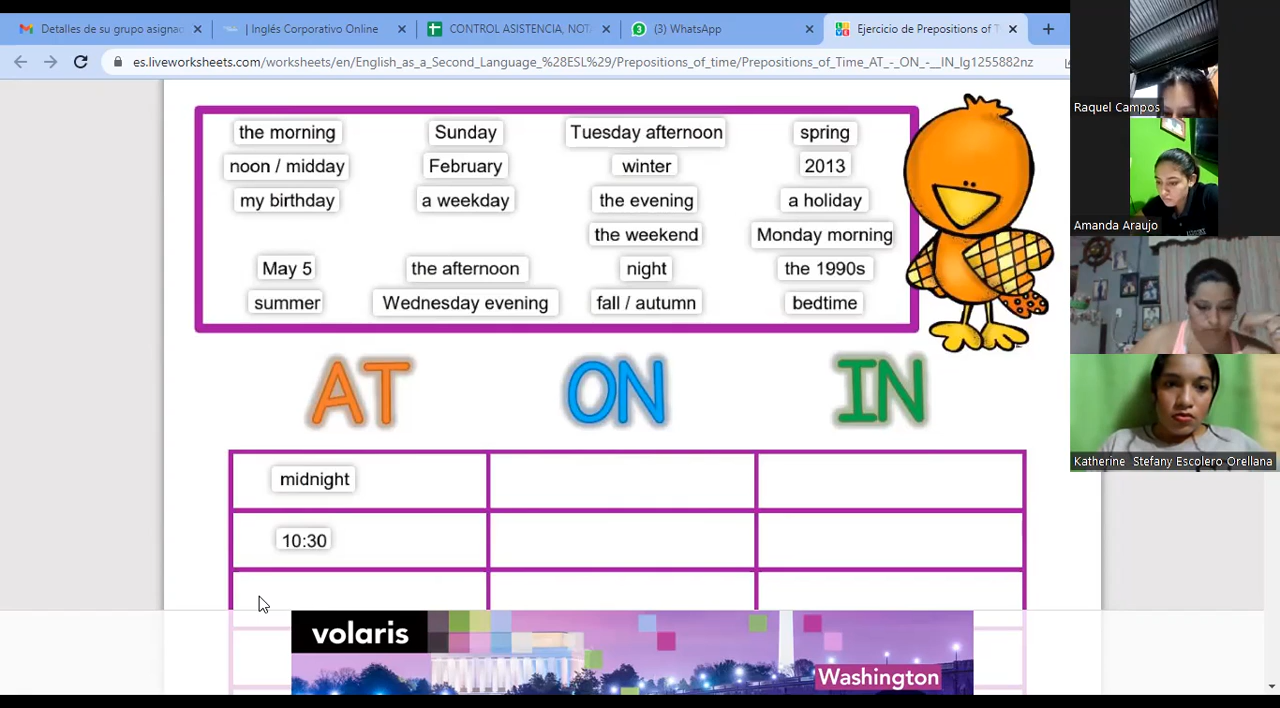 Detalles de su grupo asignac
| Inglés Corporativo Online
CONTROL ASISTENCIA, NOT
(3) WhatsApp
Ejercicio de Prepositions of T
es.liveworksheets.com/worksheets/en/English_as_a_Second_Language_%28ESL%29/Prepositions_of_time/Prepositions_of_Time_AT_-_ON_-__IN_lg1255882nz
the morning Sunday Tuesday afternoon spring
noon / midday February winter 2013
my birthday a weekday the evening a holiday
the weekend Monday morning
May 5 the afternoon night the 1990s
summer Wednesday evening fall / autumn bedtime
AT ON IN
midnight
10:30
volaris
Washington
Raquel Campos
Amanda Araujo
Katherine Stefany Escolero Orellana